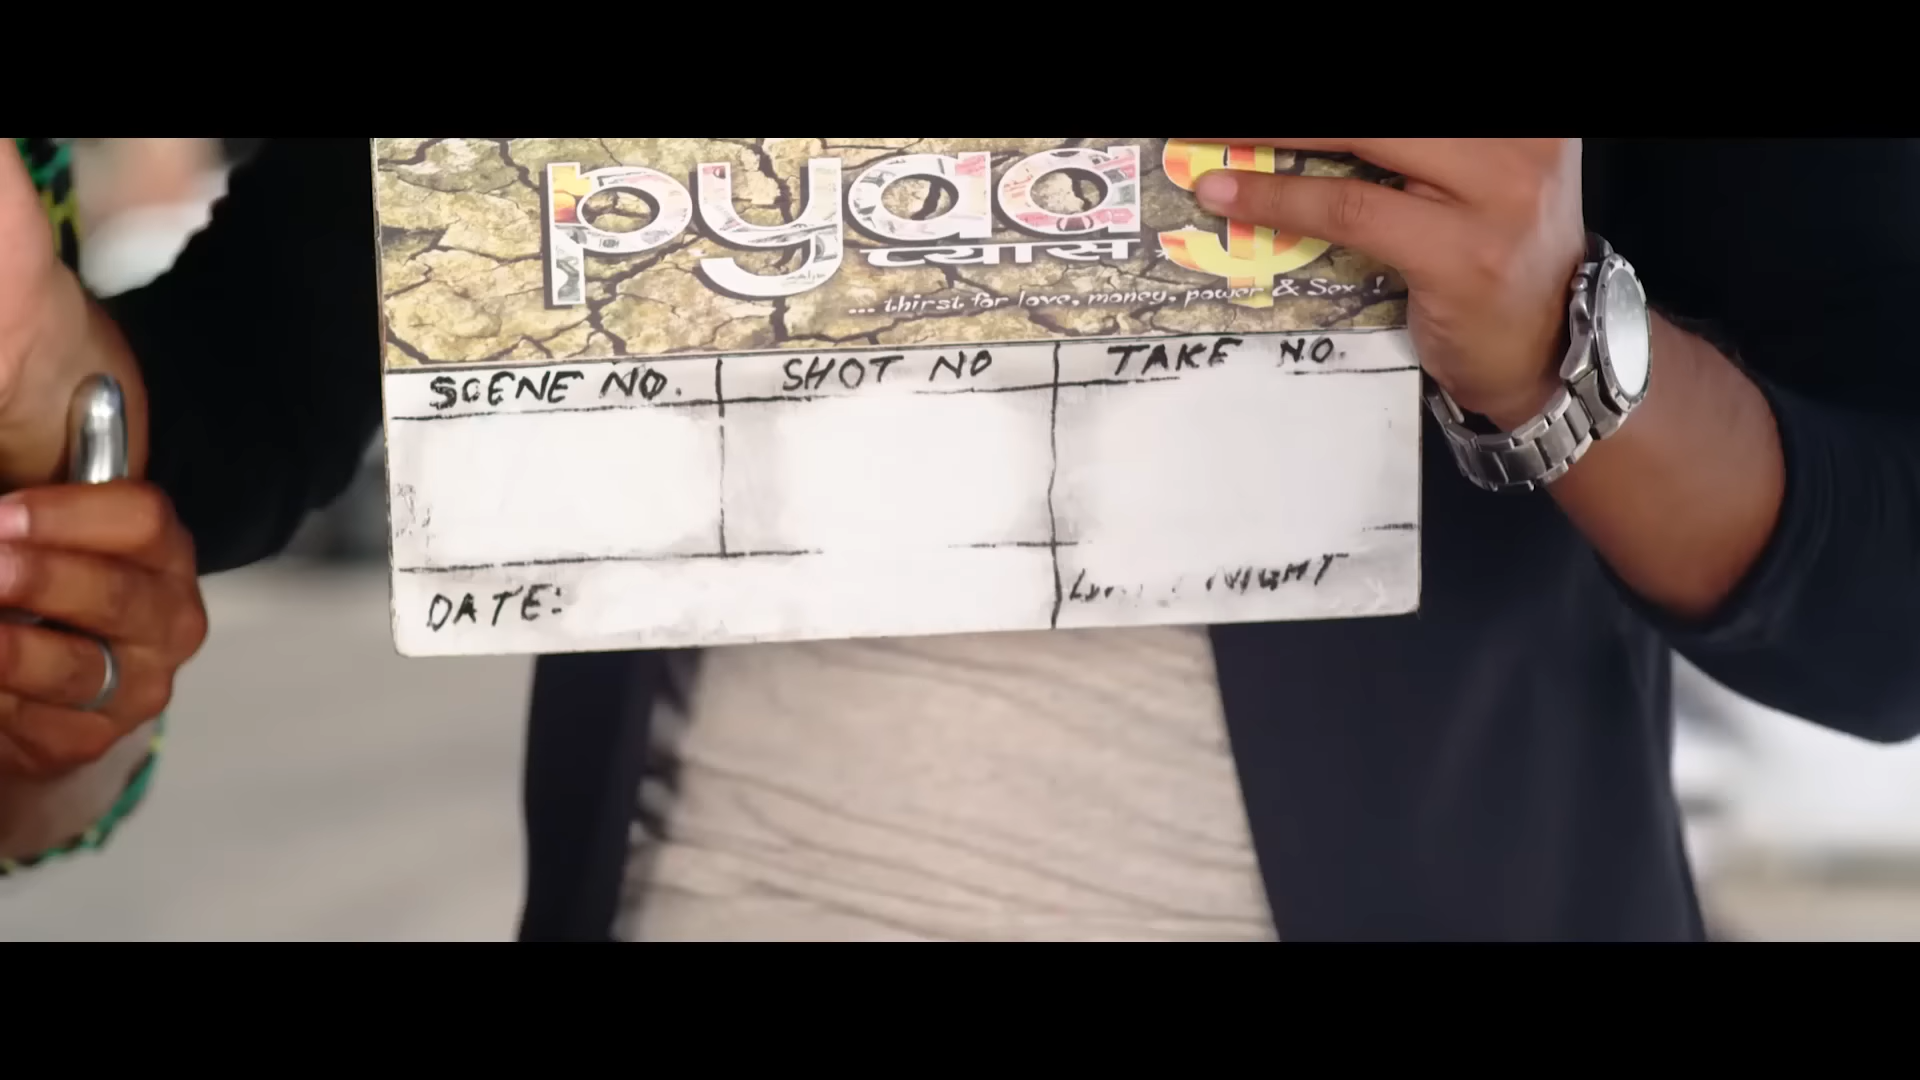 pyaa$
प्यास
... thirst for love, money, power & Sex !
SCENE NO. SHOT NO TAKE NO.
DATE: NIGHT